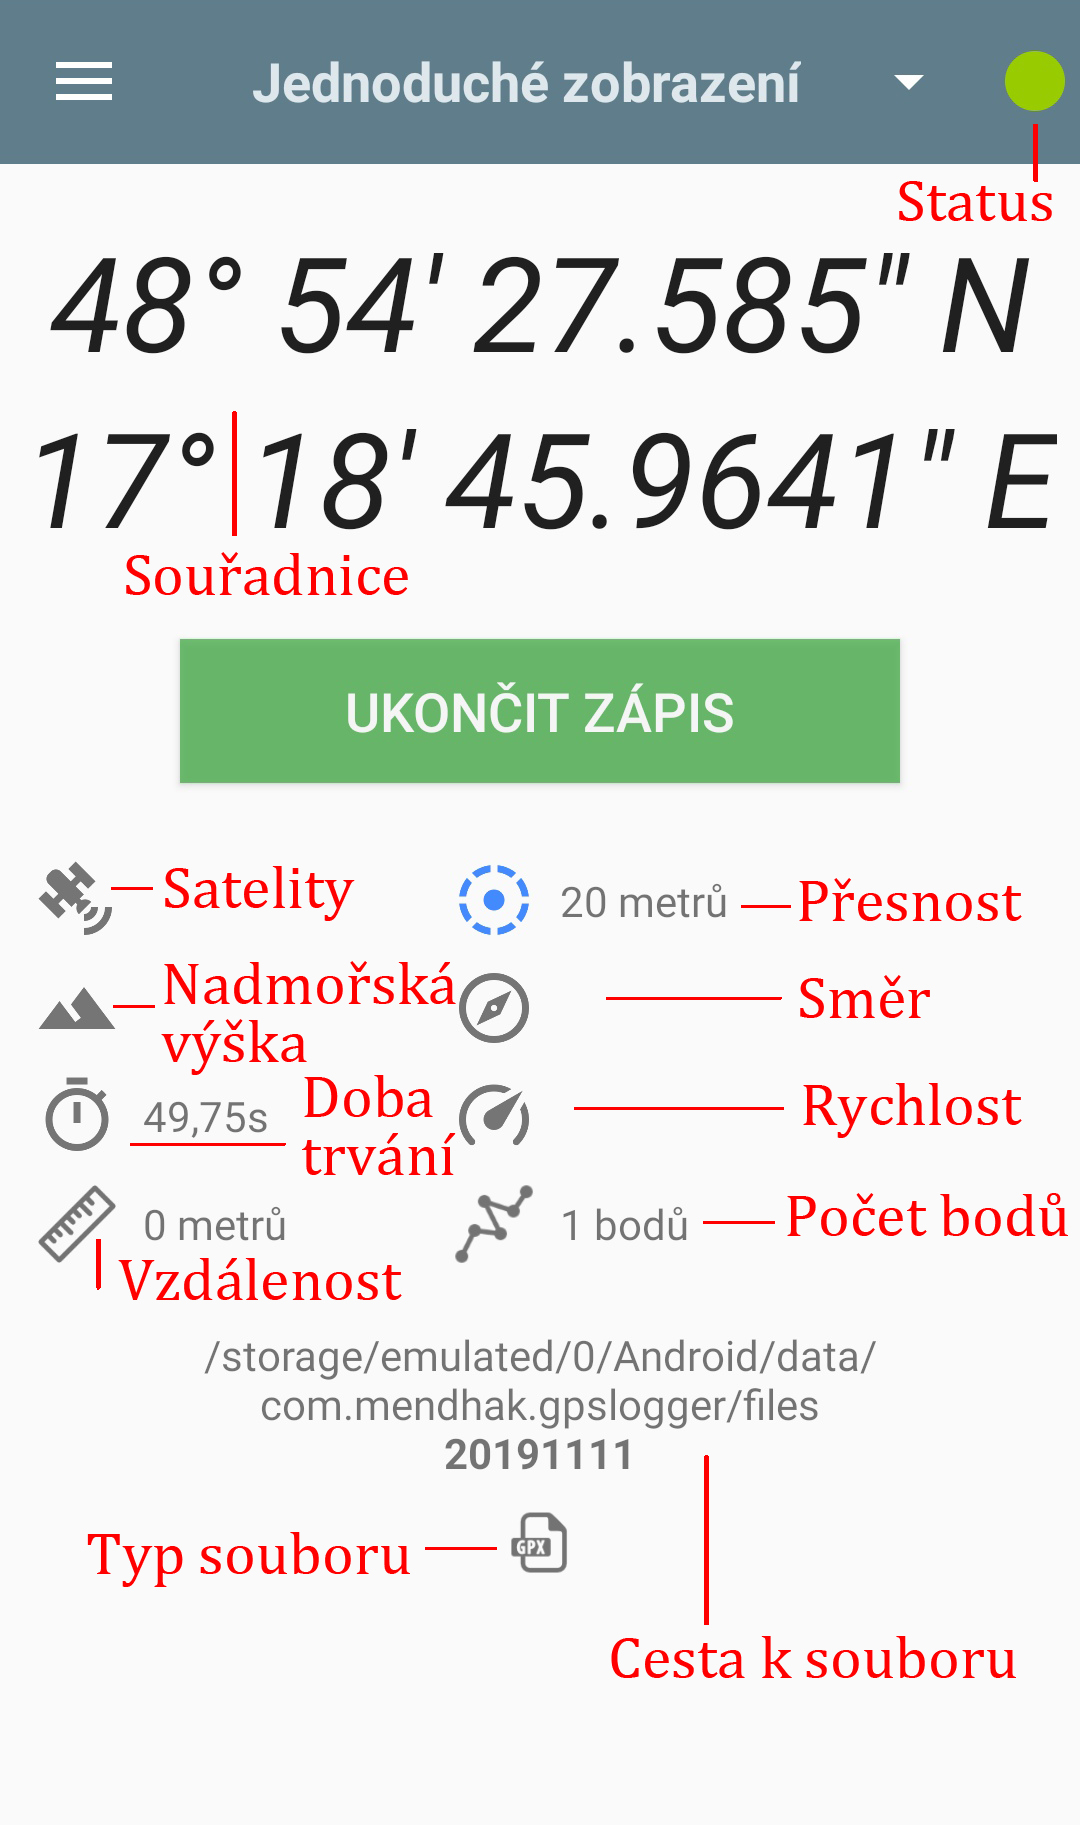 Jednoduché zobrazení
Status
48° 54' 27.585" N
17° 18' 45.9641" E
Souřadnice
UKONČIT ZÁPIS
Satelity
20 metrů
Přesnost
Nadmořská
výška
Směr
49,75s
Doba
trvání
Rychlost
0 metrů
Vzdálenost
1 bodů
Počet bodů
/storage/emulated/0/Android/data/
com.mendhak.gpslogger/files
20191111
Typ souboru
GPX
Cesta k souboru